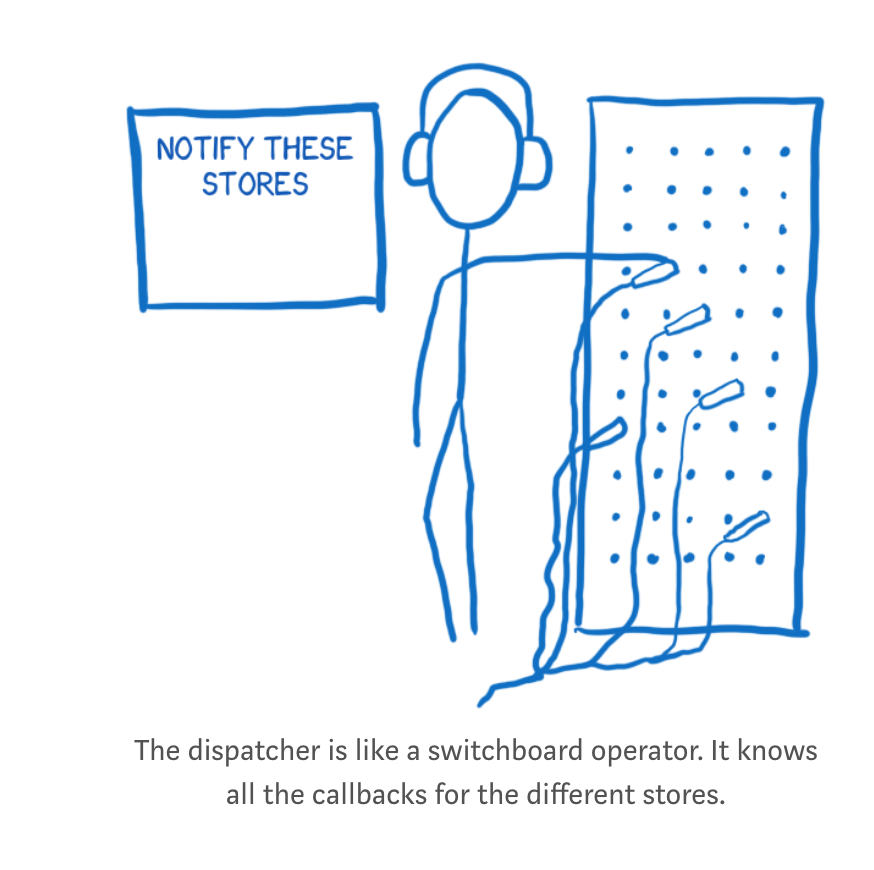 NOTIFY THESE
STORES
The dispatcher is like a switchboard operator. It knows
all the callbacks for the different stores.